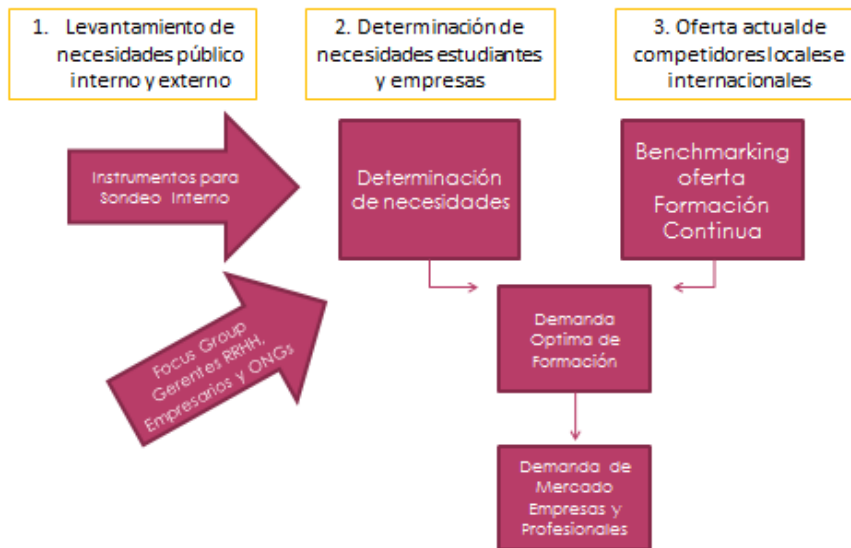 1. Levantamiento de
necesidades público
interno y externo
2. Determinación de
necesidades estudiantes
y empresas
3. Oferta actual de
competidores locales e
internacionales
Instrumentos para
Sondeo Interno
Determinación
de necesidades
Benchmarking
oferta
Formación
Continua
Focus Group
Gerentes RRHH,
Empresarios y ONGs
Demanda
Optima de
Formación
Demanda de
Mercado
Empresas y
Profesionales